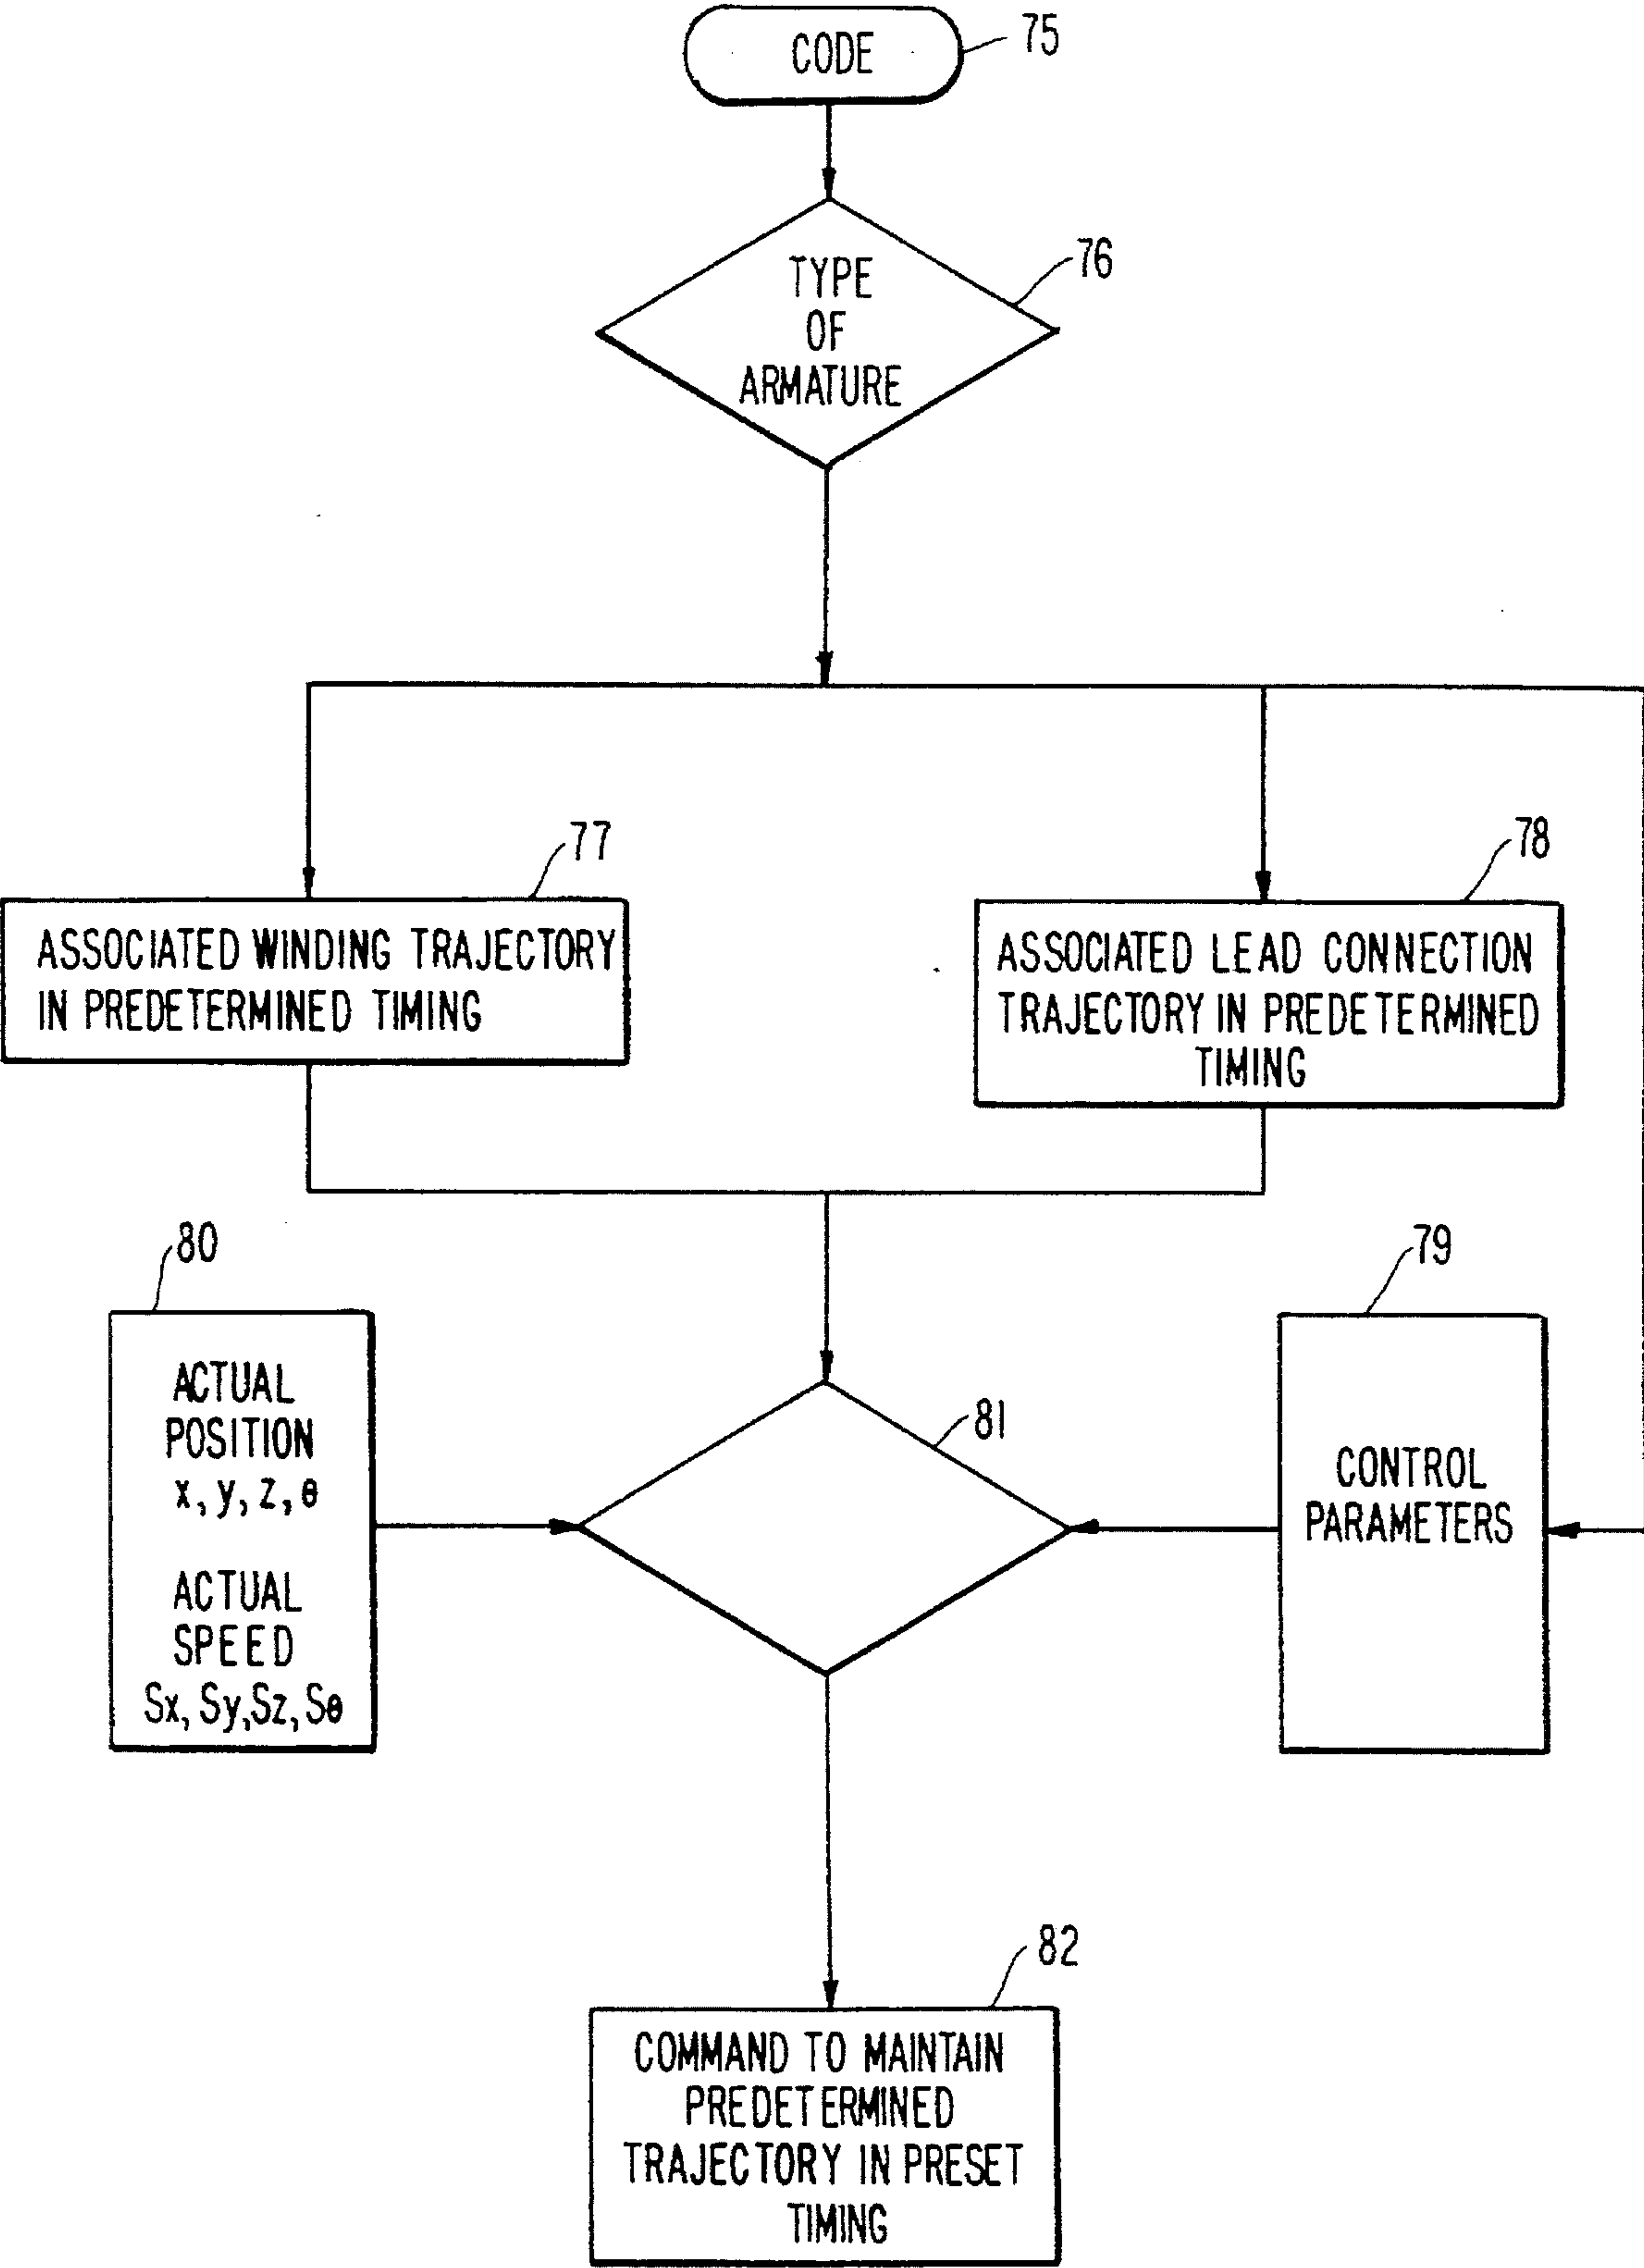 CODE
75
TYPE
OF
ARMATURE
76
77
ASSOCIATED WINDING TRAJECTORY
IN PREDETERMINED TIMING
78
ASSOCIATED LEAD CONNECTION
TRAJECTORY IN PREDETERMINED
TIMING
80
ACTUAL
POSITION
x, y, z, θ
ACTUAL
SPEED
Sx, Sy, Sz, Sθ
81
79
CONTROL
PARAMETERS
82
COMMAND TO MAINTAIN
PREDETERMINED
TRAJECTORY IN PRESET
TIMING